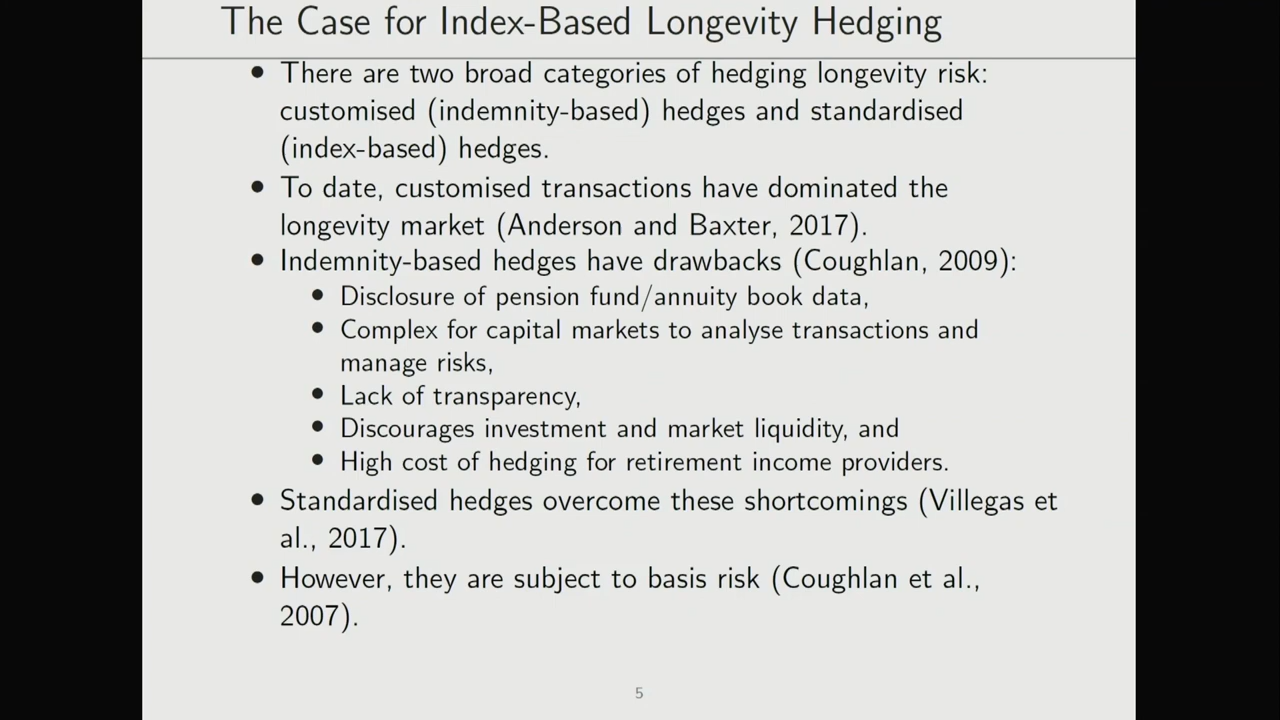 The Case for Index-Based Longevity Hedging
• There are two broad categories of hedging longevity risk:
customised (indemnity-based) hedges and standardised
(index-based) hedges.
• To date, customised transactions have dominated the
longevity market (Anderson and Baxter, 2017).
• Indemnity-based hedges have drawbacks (Coughlan, 2009):
• Disclosure of pension fund/annuity book data,
• Complex for capital markets to analyse transactions and
manage risks,
• Lack of transparency,
• Discourages investment and market liquidity, and
• High cost of hedging for retirement income providers.
• Standardised hedges overcome these shortcomings (Villegas et
al., 2017).
• However, they are subject to basis risk (Coughlan et al.,
2007).
5